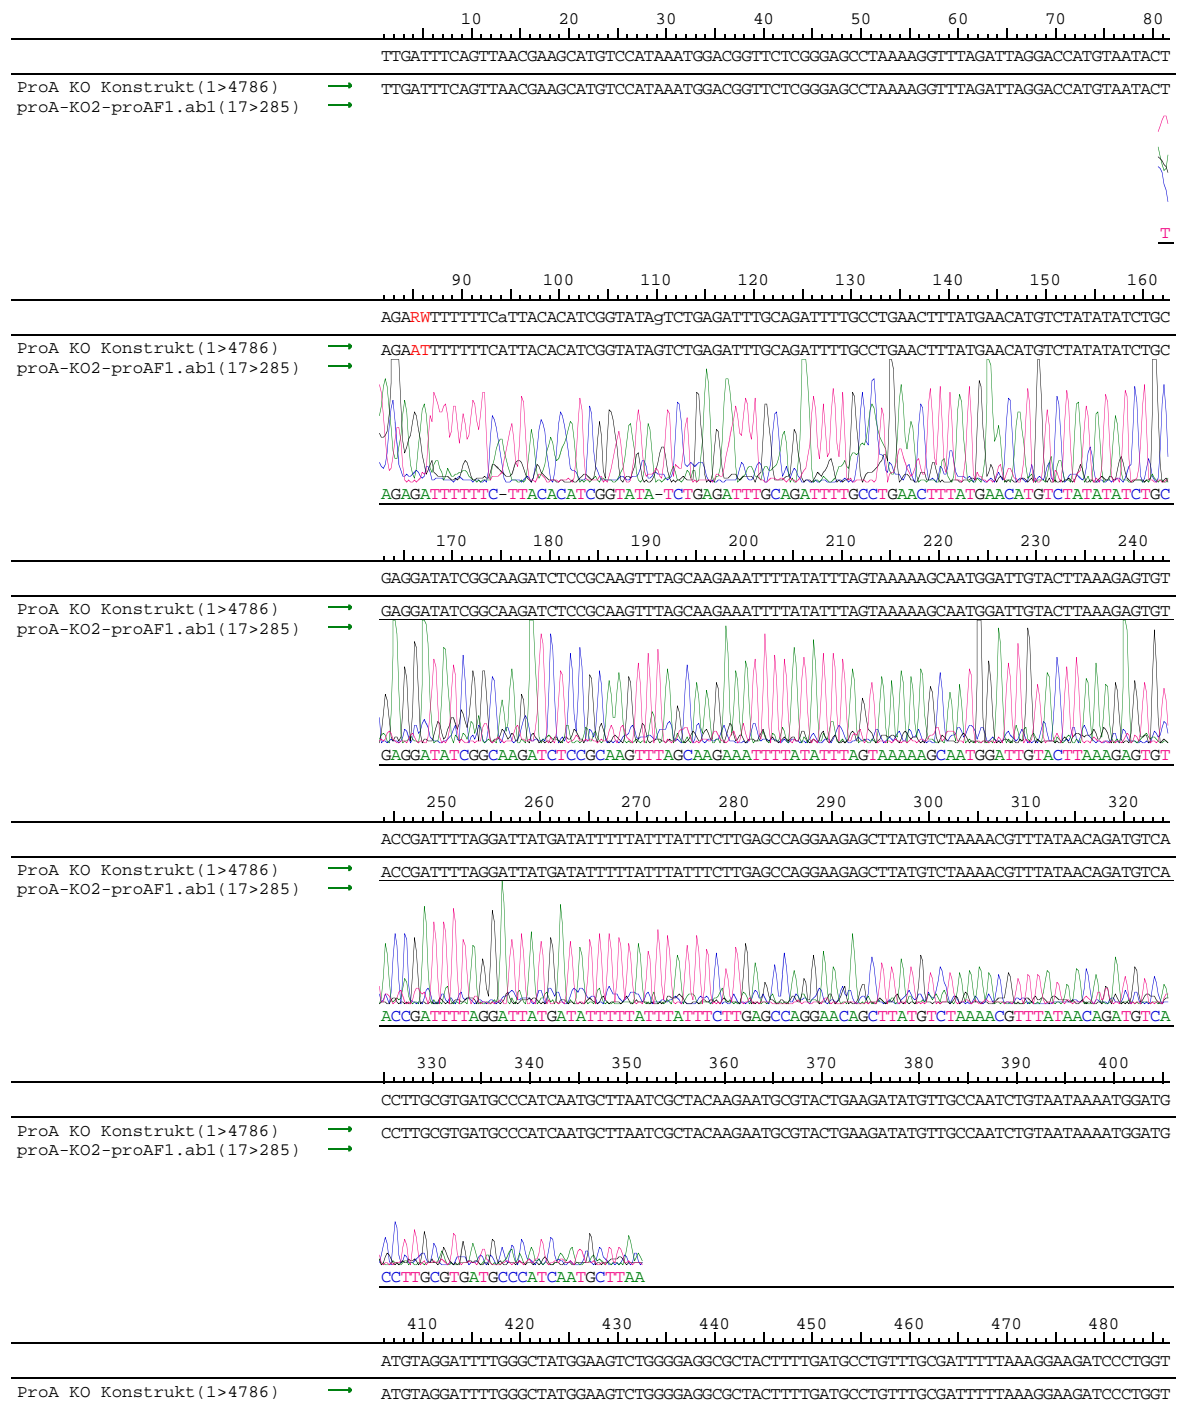 10 20 30 40 50 60 70 80
TTGATTTCAGTTAACGAAGCATGTCCATAAATGGACGGTTCTCGGGAGCCTAAAAGGTTTAGATTAGGACCATGTAATACT
ProA KO Konstrukt(1>4786) → TTGATTTCAGTTAACGAAGCATGTCCATAAATGGACGGTTCTCGGGAGCCTAAAAGGTTTAGATTAGGACCATGTAATACT
proA-KO2-proAF1.ab1(17>285) →
T
90 100 110 120 130 140 150 160
AGARWTTTTTTCaTTACACATCGGTATAgTCTGAGATTTGCAGATTTTGCCTGAACTTTATGAACATGTCTATATATCTGC
ProA KO Konstrukt(1>4786) → AGAATTTTTTTCATTACACATCGGTATAGTCTGAGATTTGCAGATTTTGCCTGAACTTTATGAACATGTCTATATATCTGC
proA-KO2-proAF1.ab1(17>285) →
AGAGATTTTTTC-TTACACATCGGTATA-TCTGAGATTTGCAGATTTTGCCTGAACTTTATGAACATGTCTATATATCTGC
170 180 190 200 210 220 230 240
GAGGATATCGGCAAGATCTCCGCAAGTTTAGCAAGAAATTTTATATTTAGTAAAAAGCAATGGATTGTACTTAAAGAGTGT
ProA KO Konstrukt(1>4786) → GAGGATATCGGCAAGATCTCCGCAAGTTTAGCAAGAAATTTTATATTTAGTAAAAAGCAATGGATTGTACTTAAAGAGTGT
proA-KO2-proAF1.ab1(17>285) →
GAGGATATCGGCAAGATCTCCGCAAGTTTAGCAAGAAATTTTATATTTAGTAAAAAGCAATGGATTGTACTTAAAGAGTGT
250 260 270 280 290 300 310 320
ACCGATTTTAGGATTATGATATTTTTATTTATTTCTTGAGCCAGGAAGAGCTTATGTCTAAAACGTTTATAACAGATGTCA
ProA KO Konstrukt(1>4786) → ACCGATTTTAGGATTATGATATTTTTATTTATTTCTTGAGCCAGGAAGAGCTTATGTCTAAAACGTTTATAACAGATGTCA
proA-KO2-proAF1.ab1(17>285) →
ACCGATTTTAGGATTATGATATTTTTATTTATTTCTTGAGCCAGGAACAGCTTATGTCTAAAACGTTTATAACAGATGTCA
330 340 350 360 370 380 390 400
CCTTGCGTGATGCCCATCAATGCTTAATCGCTACAAGAATGCGTACTGAAGATATGTTGCCAATCTGTAATAAAATGGATG
ProA KO Konstrukt(1>4786) → CCTTGCGTGATGCCCATCAATGCTTAATCGCTACAAGAATGCGTACTGAAGATATGTTGCCAATCTGTAATAAAATGGATG
proA-KO2-proAF1.ab1(17>285) →
CCTTGCGTGATGCCCATCAATGCTTAA
410 420 430 440 450 460 470 480
ATGTAGGATTTTGGGCTATGGAAGTCTGGGGAGGCGCTACTTTTGATGCCTGTTTGCGATTTTTAAAGGAAGATCCCTGGT
ProA KO Konstrukt(1>4786) → ATGTAGGATTTTGGGCTATGGAAGTCTGGGGAGGCGCTACTTTTGATGCCTGTTTGCGATTTTTAAAGGAAGATCCCTGGT